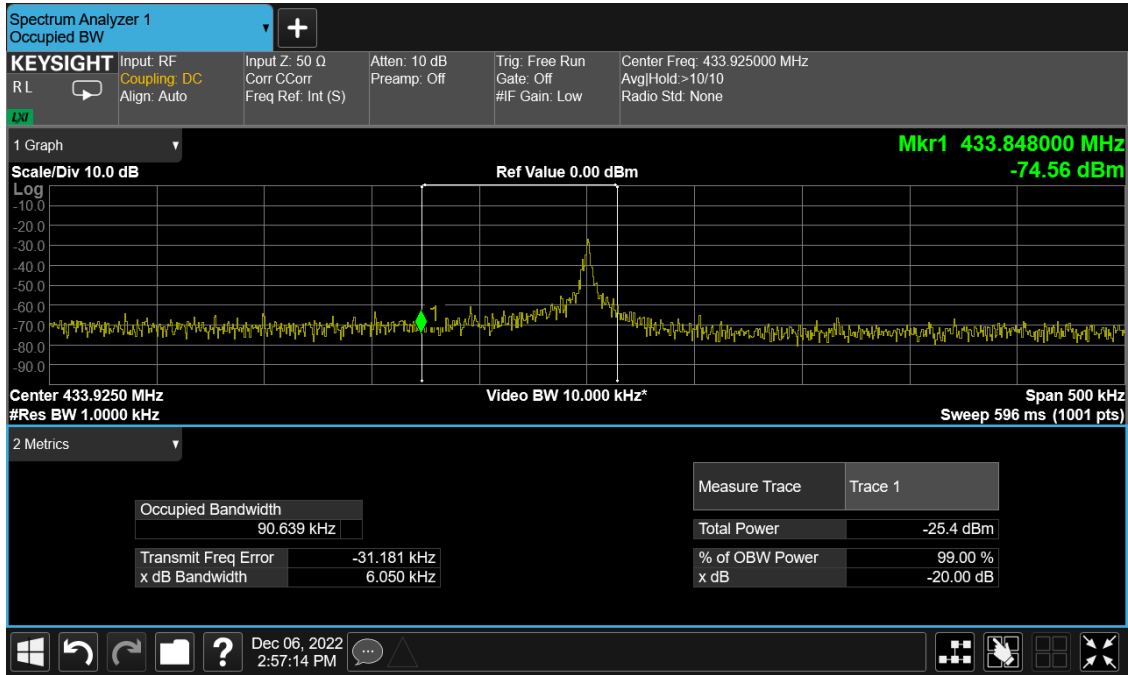 Spectrum Analyzer 1
Occupied BW
+
KEYSIGHT Input: RF Input Z: 50 Ω Atten: 10 dB Trig: Free Run Center Freq: 433.925000 MHz
R L Coupling: DC Corr CCorr Preamp: Off Gate: Off Avg|Hold:>10/10
Align: Auto Freq Ref: Int (S) #IF Gain: Low Radio Std: None
LXI
1 Graph Mkr1 433.848000 MHz
Scale/Div 10.0 dB Ref Value 0.00 dBm -74.56 dBm
Log
-10.0
-20.0
-30.0
-40.0
-50.0
-60.0
1
-70.0
-80.0
-90.0
Center 433.9250 MHz Video BW 10.000 kHz* Span 500 kHz
#Res BW 1.0000 kHz Sweep 596 ms (1001 pts)
2 Metrics
Measure Trace Trace 1
Occupied Bandwidth
90.639 kHz Total Power -25.4 dBm
Transmit Freq Error -31.181 kHz % of OBW Power 99.00 %
x dB Bandwidth 6.050 kHz x dB -20.00 dB
? Dec 06, 2022
2:57:14 PM